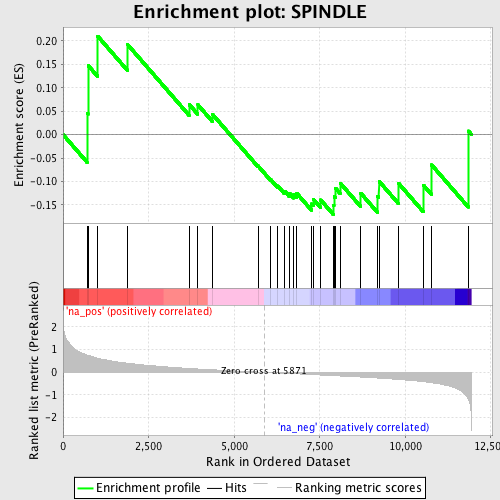 Enrichment plot: SPINDLE
Enrichment score (ES)
0.20
0.15
0.10
0.05
0.00
-0.05
-0.10
-0.15
'na_pos' (positively correlated)
Ranked list metric (PreRanked)
2
1
0
-1
-2
Zero cross at 5871
'na_neg' (negatively correlated)
0
2,500
5,000
7,500
10,000
12,500
Rank in Ordered Dataset
Enrichment profile
Hits
Ranking metric scores